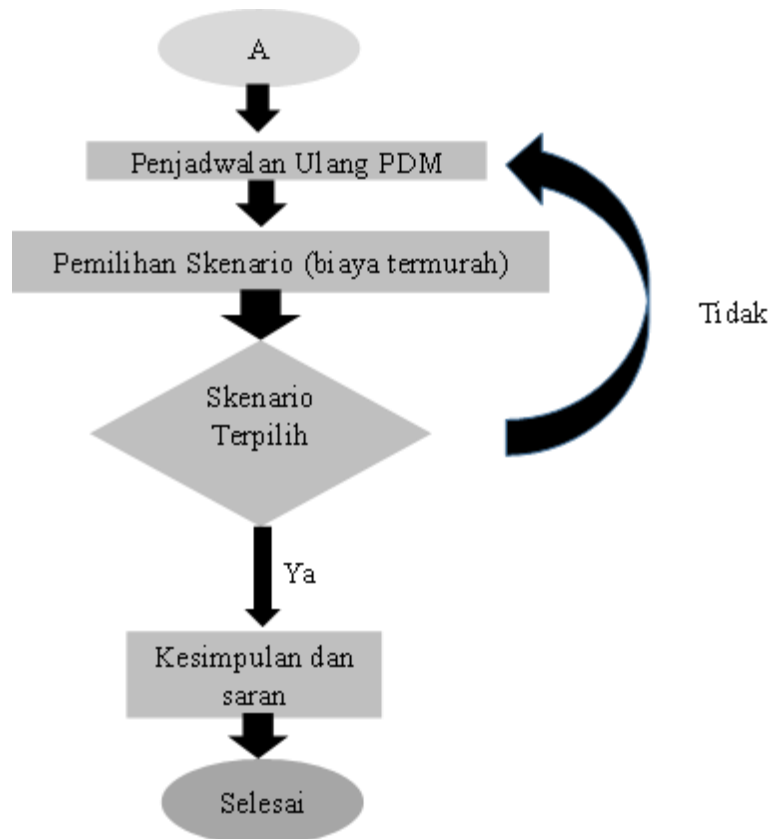 A
Penjadwalan Ulang PDM
Pemilihan Skenario (biaya termurah)
Tidak
Skenario
Terpilih
Ya
Kesimpulan dan
saran
Selesai